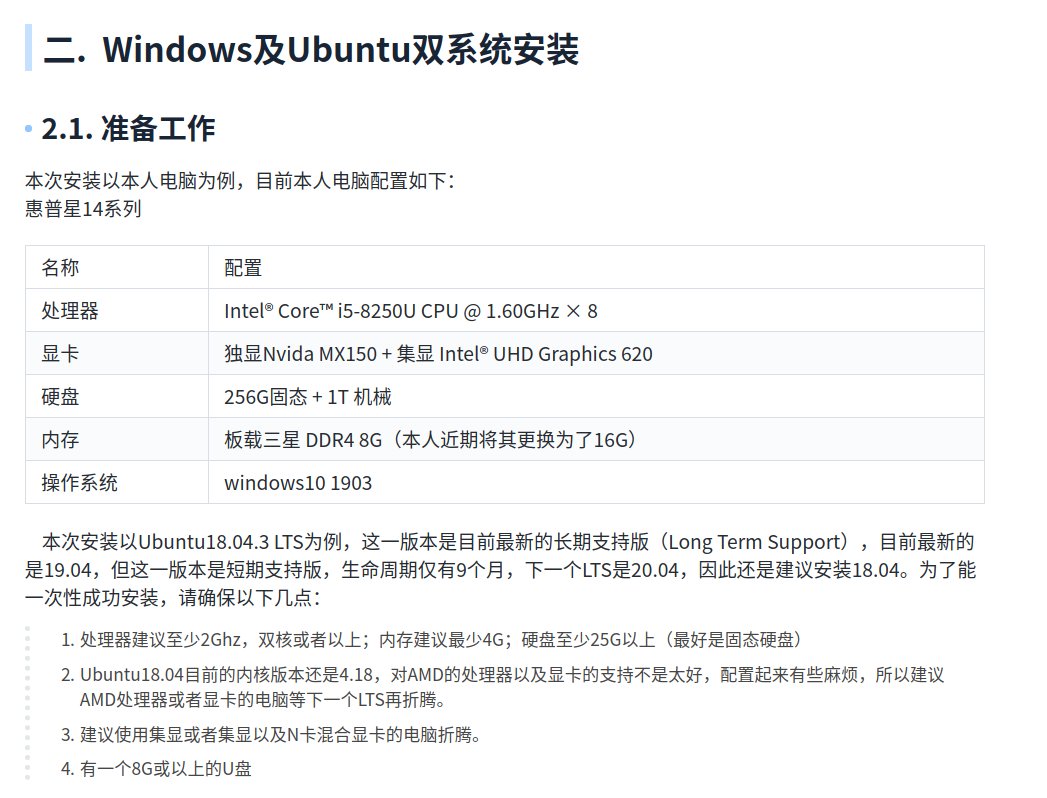 二. Windows及Ubuntu双系统安装
2.1. 准备工作
本次安装以本人电脑为例，目前本人电脑配置如下：
惠普星14系列
名称 配置
处理器 Intel® Core™ i5-8250U CPU @ 1.60GHz × 8
显卡 独显Nvida MX150 + 集显 Intel® UHD Graphics 620
硬盘 256G固态 + 1T 机械
内存 板载三星 DDR4 8G（本人近期将其更换为了16G）
操作系统 windows10 1903
本次安装以Ubuntu18.04.3 LTS为例，这一版本是目前最新的长期支持版（Long Term Support），目前最新的
是19.04，但这一版本是短期支持版，生命周期仅有9个月，下一个LTS是20.04，因此还是建议安装18.04。为了能
一次性成功安装，请确保以下几点：
1. 处理器建议至少2Ghz，双核或者以上；内存建议最少4G；硬盘至少25G以上（最好是固态硬盘）
2. Ubuntu18.04目前的内核版本还是4.18，对AMD的处理器以及显卡的支持不是太好，配置起来有些麻烦，所以建议
AMD处理器或者显卡的电脑等下一个LTS再折腾。
3. 建议使用集显或者集显以及N卡混合显卡的电脑折腾。
4. 有一个8G或以上的U盘